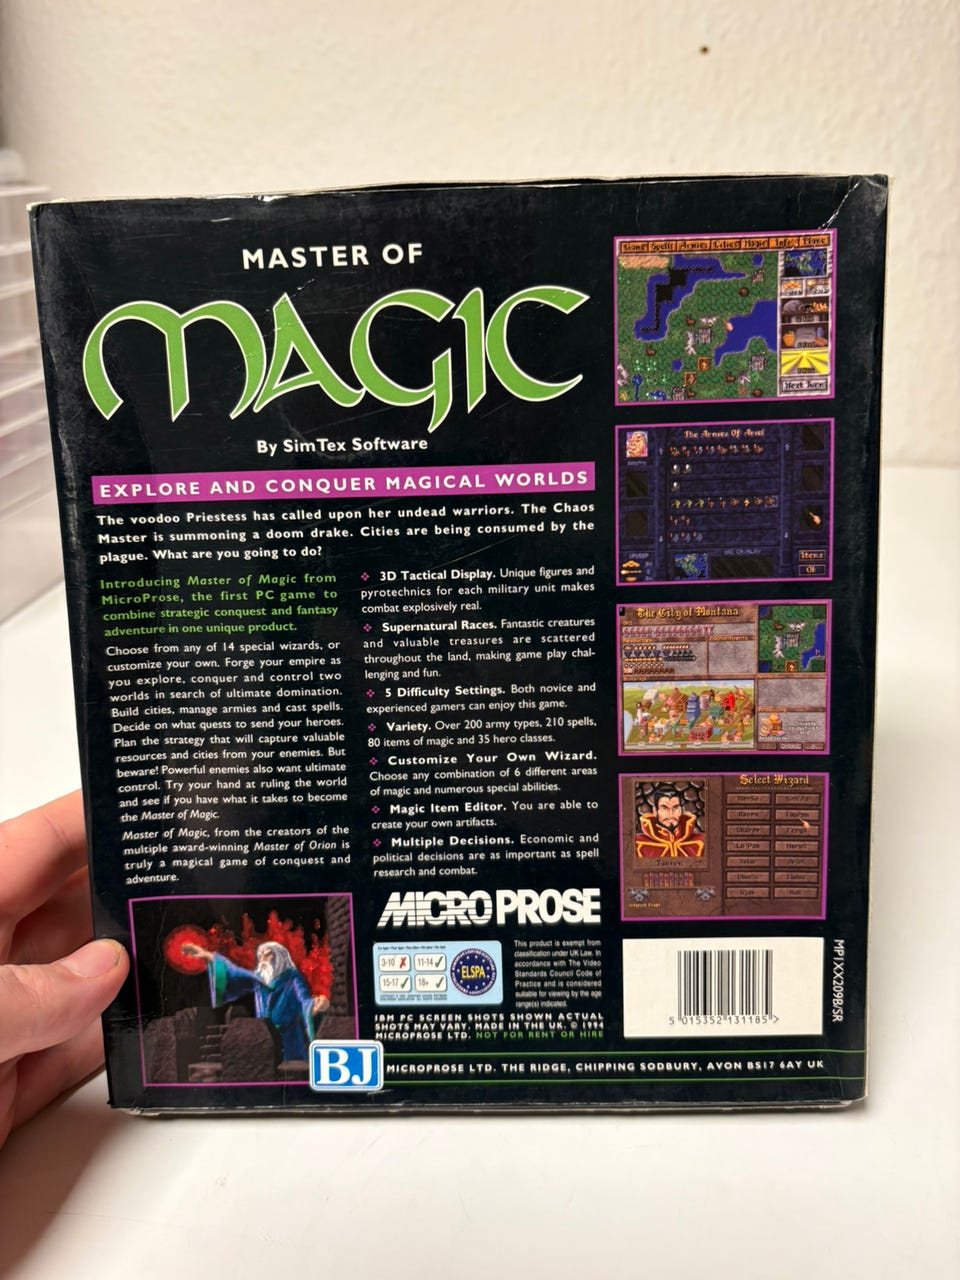 MASTER OF
MAGIC
By SimTex Software
EXPLORE AND CONQUER MAGICAL WORLDS
The voodoo Priestess has called upon her undead warriors. The Chaos
Master is summoning a doom drake. Cities are being consumed by the
plague. What are you going to do?
Introducing Master of Magic from
MicroProse, the first PC game to
combine strategic conquest and fantasy
adventure in one unique product.
Choose from any of 14 special wizards, or
customize your own. Forge your empire as
you explore, conquer and control two
worlds in search of ultimate domination.
Build cities, manage armies and cast spells.
Decide on what quests to send your heroes.
Plan the strategy that will capture valuable
resources and cities from your enemies. But
beware! Powerful enemies also want ultimate
control. Try your hand at ruling the world
and see if you have what it takes to become
the Master of Magic.
Master of Magic, from the creators of the
multiple award-winning Master of Orion is
truly a magical game of conquest and
adventure.
❖ 3D Tactical Display. Unique figures and
pyrotechnics for each military unit makes
combat explosively real.
❖ Supernatural Races. Fantastic creatures
and valuable treasures are scattered
throughout the land, making game play chal-
lenging and fun.
❖ 5 Difficulty Settings. Both novice and
experienced gamers can enjoy this game.
❖ Variety. Over 200 army types, 210 spells,
80 items of magic and 35 hero classes.
❖ Customize Your Own Wizard.
Choose any combination of 6 different areas
of magic and numerous special abilities.
❖ Magic Item Editor. You are able to
create your own artifacts.
❖ Multiple Decisions. Economic and
political decisions are as important as spell
research and combat.
MICROPROSE
3-10 ✗ 11-14 ✓
15-17 ✓ 18+ ✓
ELSPA
This product is exempt from
classification under UK Law. In
accordance with The Video
Standards Council Code of
Practice and is considered
suitable for viewing by the age
range(s) indicated.
IBM PC SCREEN SHOTS SHOWN ACTUAL
SHOTS MAY VARY. MADE IN THE UK. © 1994
MICROPROSE LTD. NOT FOR RENT OR HIRE
BJ
MICROPROSE LTD. THE RIDGE, CHIPPING SODBURY, AVON BS17 6AY UK
Game Spells Armies Cities Magic Info Plane
Next Turn
The Armies Of Ariel
Items
Ok
The City of Montana
Select Wizard
5 015352 131185 >
MP1XX209B/SR